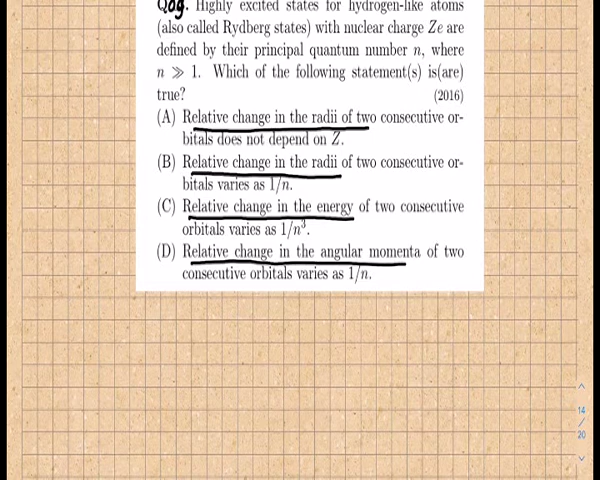 Q09. Highly excited states for hydrogen-like atoms
(also called Rydberg states) with nuclear charge Ze are
defined by their principal quantum number n, where
n ≫ 1. Which of the following statement(s) is(are)
true? (2016)
(A) Relative change in the radii of two consecutive or-
bitals does not depend on Z.
(B) Relative change in the radii of two consecutive or-
bitals varies as 1/n.
(C) Relative change in the energy of two consecutive
orbitals varies as 1/n³.
(D) Relative change in the angular momenta of two
consecutive orbitals varies as 1/n.
14
/
20